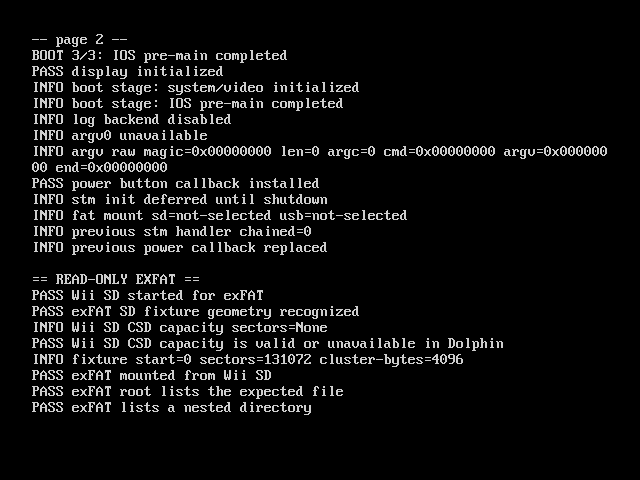 -- page 2 --
BOOT 3/3: IOS pre-main completed
PASS display initialized
INFO boot stage: system/video initialized
INFO boot stage: IOS pre-main completed
INFO log backend disabled
INFO argv0 unavailable
INFO argv raw magic=0x00000000 len=0 argc=0 cmd=0x00000000 argv=0x000000
00 end=0x00000000
PASS power button callback installed
INFO stm init deferred until shutdown
INFO fat mount sd=not-selected usb=not-selected
INFO previous stm handler chained=0
INFO previous power callback replaced
== READ-ONLY EXFAT ==
PASS Wii SD started for exFAT
PASS exFAT SD fixture geometry recognized
INFO Wii SD CSD capacity sectors=None
PASS Wii SD CSD capacity is valid or unavailable in Dolphin
INFO fixture start=0 sectors=131072 cluster-bytes=4096
PASS exFAT mounted from Wii SD
PASS exFAT root lists the expected file
PASS exFAT lists a nested directory